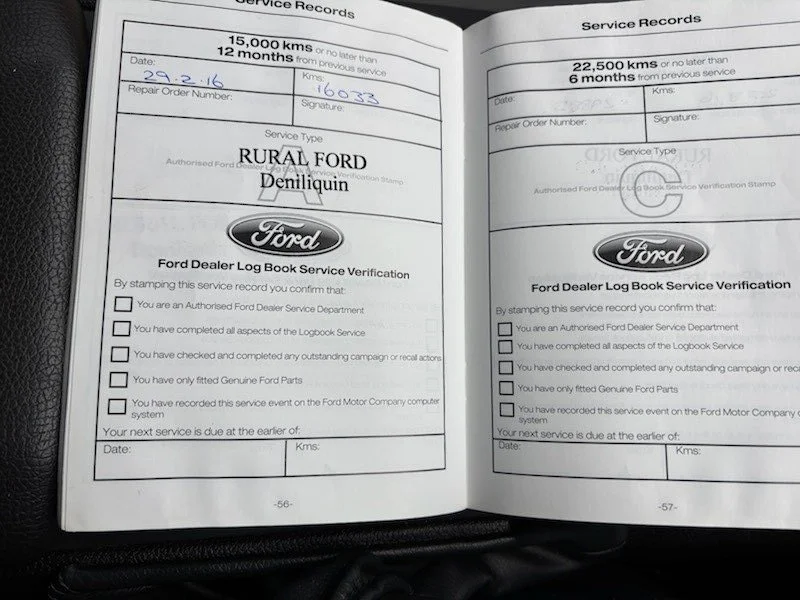 Service Records
15,000 kms or no later than
12 months from previous service
Date:
29.2.16
Kms:
16033
Repair Order Number:
Signature:
Service Type
A
Authorised Ford Dealer Log Book Service Verification Stamp
RURAL FORD
Deniliquin
Ford
Ford Dealer Log Book Service Verification
By stamping this service record you confirm that:
You are an Authorised Ford Dealer Service Department
You have completed all aspects of the Logbook Service
You have checked and completed any outstanding campaign or recall actions
You have only fitted Genuine Ford Parts
You have recorded this service event on the Ford Motor Company computer
system
Your next service is due at the earlier of:
Date:
Kms:
-56-
Service Records
22,500 kms or no later than
6 months from previous service
Date:
Kms:
Repair Order Number:
Signature:
Service Type
C
Authorised Ford Dealer Log Book Service Verification Stamp
Ford
Ford Dealer Log Book Service Verification
By stamping this service record you confirm that:
You are an Authorised Ford Dealer Service Department
You have completed all aspects of the Logbook Service
You have checked and completed any outstanding campaign or reca
You have only fitted Genuine Ford Parts
You have recorded this service event on the Ford Motor Company c
system
Your next service is due at the earlier of:
Date:
Kms:
-57-